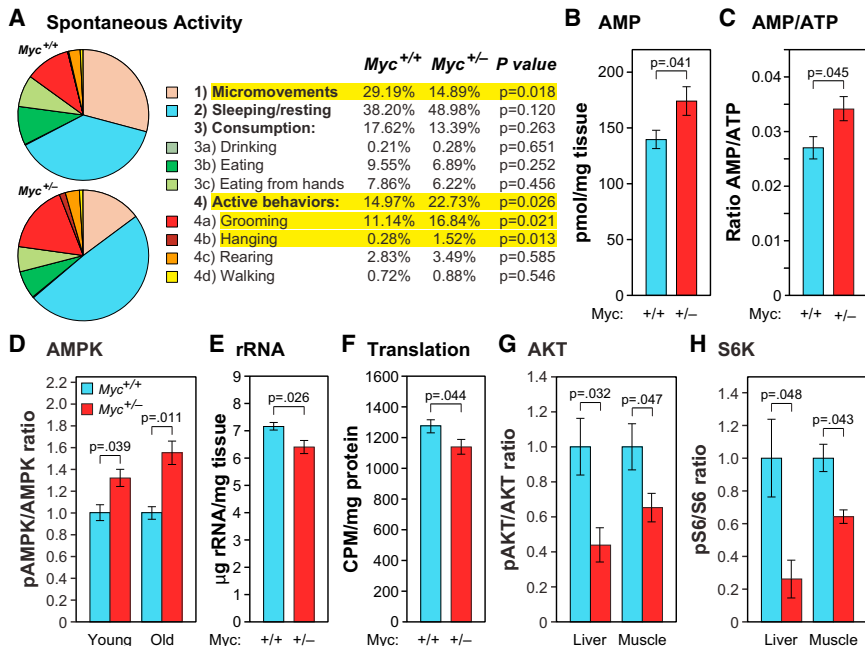 A Spontaneous Activity
Myc+/+
Myc+/–
Myc+/+ Myc+/– P value
1) Micromovements 29.19% 14.89% p=0.018
2) Sleeping/resting 38.20% 48.98% p=0.120
3) Consumption: 17.62% 13.39% p=0.263
3a) Drinking 0.21% 0.28% p=0.651
3b) Eating 9.55% 6.89% p=0.252
3c) Eating from hands 7.86% 6.22% p=0.456
4) Active behaviors: 14.97% 22.73% p=0.026
4a) Grooming 11.14% 16.84% p=0.021
4b) Hanging 0.28% 1.52% p=0.013
4c) Rearing 2.83% 3.49% p=0.585
4d) Walking 0.72% 0.88% p=0.546
B AMP
pmol/mg tissue
200
150
100
50
0
p=.041
Myc: +/+ +/–
C AMP/ATP
Ratio AMP/ATP
0.04
0.03
0.02
0.01
0
p=.045
Myc: +/+ +/–
D AMPK
pAMPK/AMPK ratio
2.2
2.0
1.8
1.6
1.4
1.2
1.0
0.8
0.6
0.4
0.2
0
Myc+/+
Myc+/–
p=.039
p=.011
Young Old
E rRNA
µg rRNA/mg tissue
9
8
7
6
5
4
3
2
1
0
p=.026
Myc: +/+ +/–
F Translation
CPM/mg protein
1600
1400
1200
1000
800
600
400
200
0
p=.044
Myc: +/+ +/–
G AKT
pAKT/AKT ratio
1.4
1.2
1.0
0.8
0.6
0.4
0.2
0
p=.032
p=.047
Liver Muscle
H S6K
pS6/S6 ratio
1.4
1.2
1.0
0.8
0.6
0.4
0.2
0
p=.048
p=.043
Liver Muscle